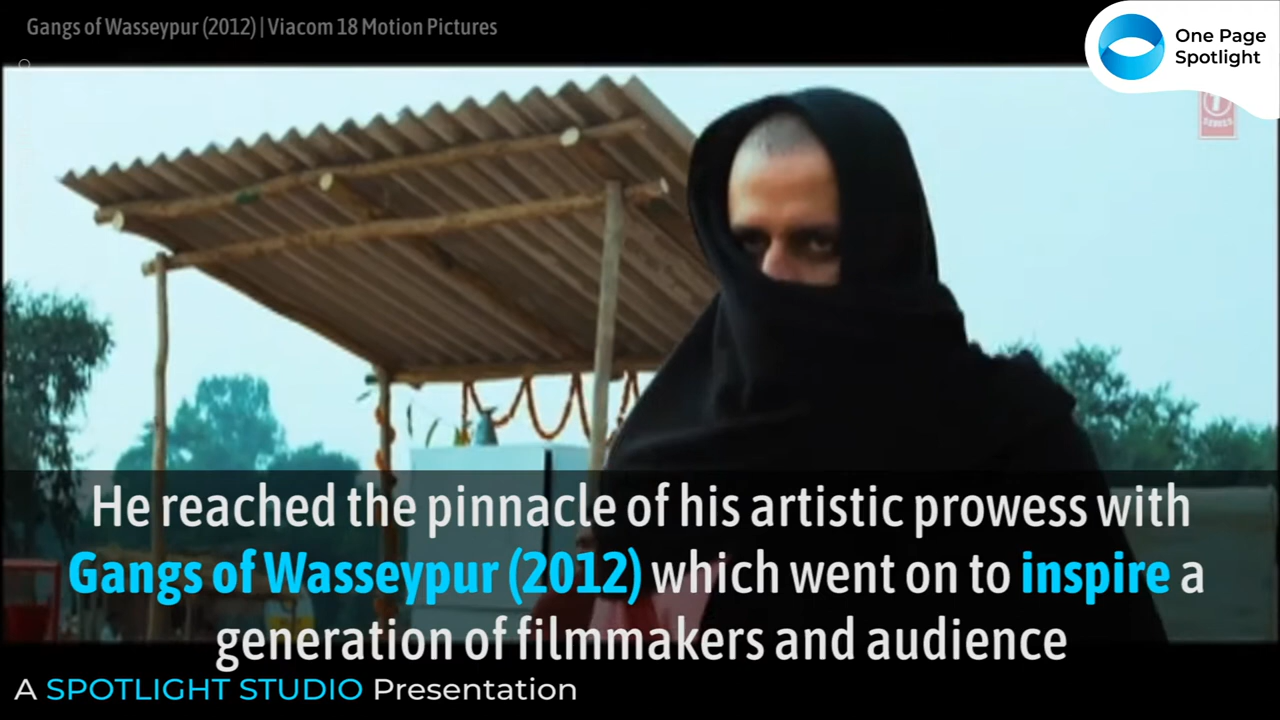 Gangs of Wasseypur (2012) | Viacom 18 Motion Pictures
One Page
Spotlight
T
SERIES
He reached the pinnacle of his artistic prowess with
Gangs of Wasseypur (2012) which went on to inspire a
generation of filmmakers and audience
A SPOTLIGHT STUDIO Presentation